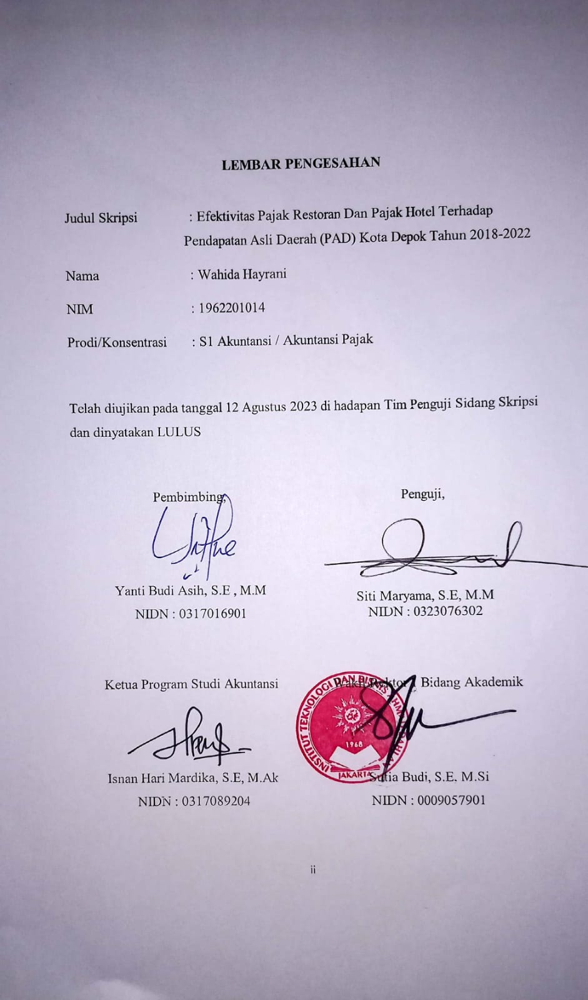 LEMBAR PENGESAHAN
Judul Skripsi : Efektivitas Pajak Restoran Dan Pajak Hotel Terhadap
Pendapatan Asli Daerah (PAD) Kota Depok Tahun 2018-2022
Nama : Wahida Hayrani
NIM : 1962201014
Prodi/Konsentrasi : S1 Akuntansi / Akuntansi Pajak
Telah diujikan pada tanggal 12 Agustus 2023 di hadapan Tim Penguji Sidang Skripsi
dan dinyatakan LULUS
Pembimbing, Penguji,
Yanti Budi Asih, S.E , M.M
Siti Maryama, S.E, M.M
NIDN : 0317016901
NIDN : 0323076302
Ketua Program Studi Akuntansi
Wakil Rektor 1 Bidang Akademik
INSTITUT TEKNOLOGI DAN BISNIS
1968
JAKARTA
Isnan Hari Mardika, S.E, M.Ak
Sutia Budi, S.E. M.Si
NIDN : 0317089204
NIDN : 0009057901
ii